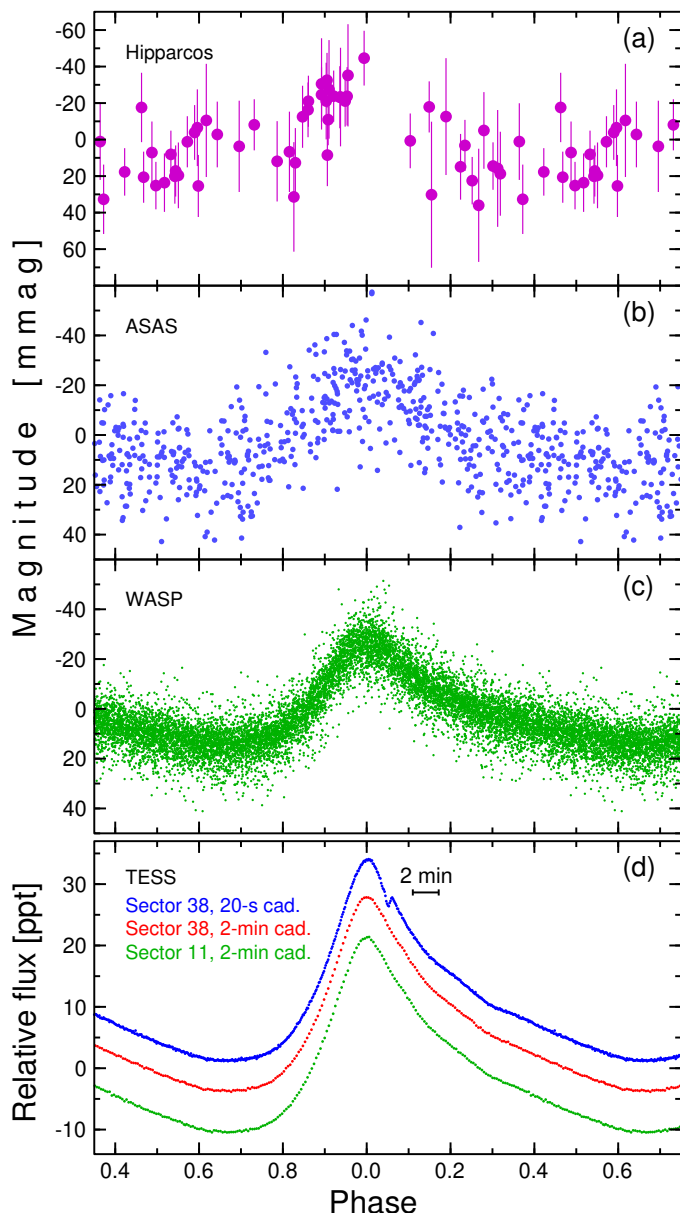 Magnitude [mmag]
Hipparcos
(a)
-60
-40
-20
0
20
40
60
ASAS
(b)
-40
-20
0
20
40
WASP
(c)
-40
-20
0
20
40
Relative flux [ppt]
TESS
(d)
Sector 38, 20-s cad.
Sector 38, 2-min cad.
Sector 11, 2-min cad.
2 min
30
20
10
0
-10
0.4 0.6 0.8 0.0 0.2 0.4 0.6
Phase